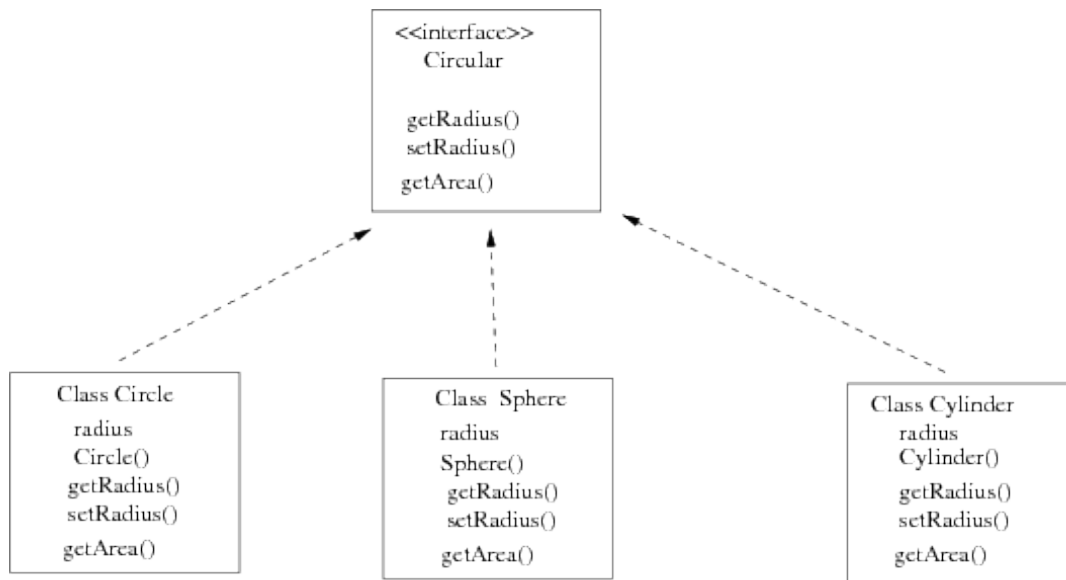 <<interface>>
Circular
getRadius()
setRadius()
getArea()
Class Circle
radius
Circle()
getRadius()
setRadius()
getArea()
Class Sphere
radius
Sphere()
getRadius()
setRadius()
getArea()
Class Cylinder
radius
Cylinder()
getRadius()
setRadius()
getArea()